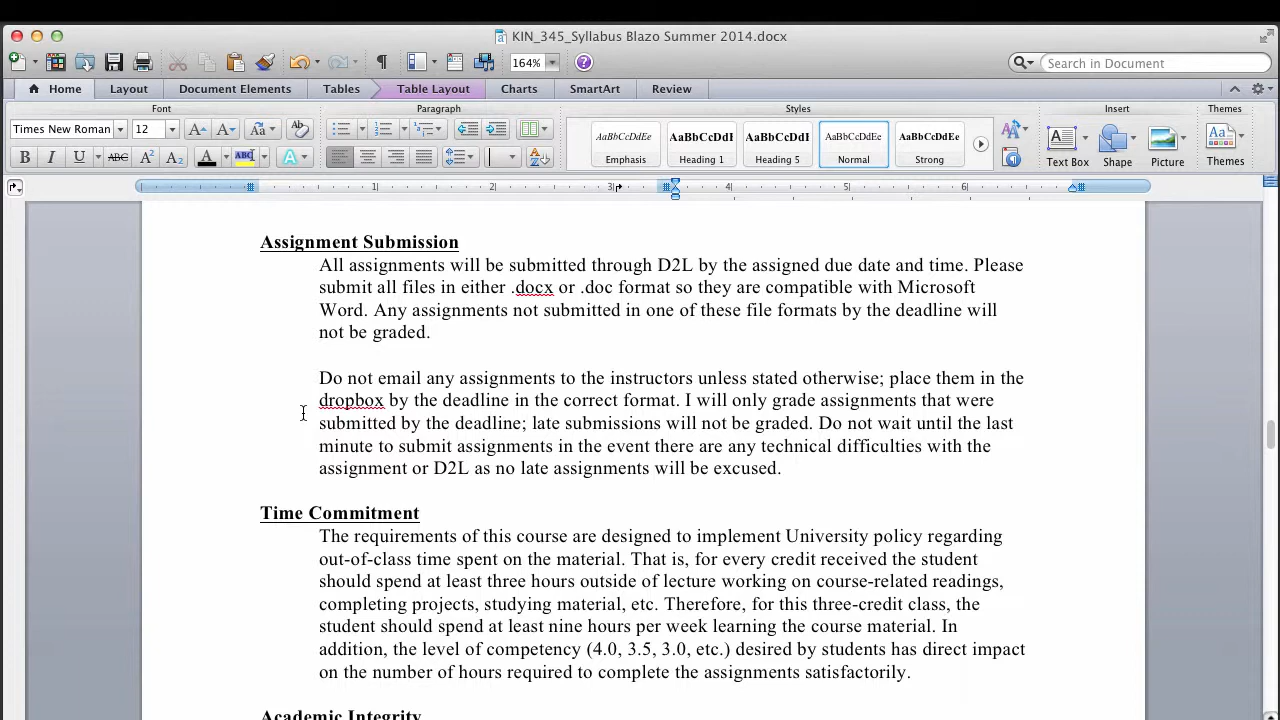 KIN_345_Syllabus Blazo Summer 2014.docx
164%
Search in Document
Home Layout Document Elements Tables Table Layout Charts SmartArt Review
Font Paragraph Styles Insert Themes
Times New Roman 12
AaBbCcDdEe AaBbCcDdI AaBbCcDdI AaBbCcDdEe AaBbCcDdEe
Emphasis Heading 1 Heading 5 Normal Strong
Text Box Shape Picture Themes
B I U ABC A² A₂ A ABC A
1 2 3 4 5 6
Assignment Submission
All assignments will be submitted through D2L by the assigned due date and time. Please
submit all files in either .docx or .doc format so they are compatible with Microsoft
Word. Any assignments not submitted in one of these file formats by the deadline will
not be graded.
Do not email any assignments to the instructors unless stated otherwise; place them in the
dropbox by the deadline in the correct format. I will only grade assignments that were
submitted by the deadline; late submissions will not be graded. Do not wait until the last
minute to submit assignments in the event there are any technical difficulties with the
assignment or D2L as no late assignments will be excused.
Time Commitment
The requirements of this course are designed to implement University policy regarding
out-of-class time spent on the material. That is, for every credit received the student
should spend at least three hours outside of lecture working on course-related readings,
completing projects, studying material, etc. Therefore, for this three-credit class, the
student should spend at least nine hours per week learning the course material. In
addition, the level of competency (4.0, 3.5, 3.0, etc.) desired by students has direct impact
on the number of hours required to complete the assignments satisfactorily.
Academic Integrity